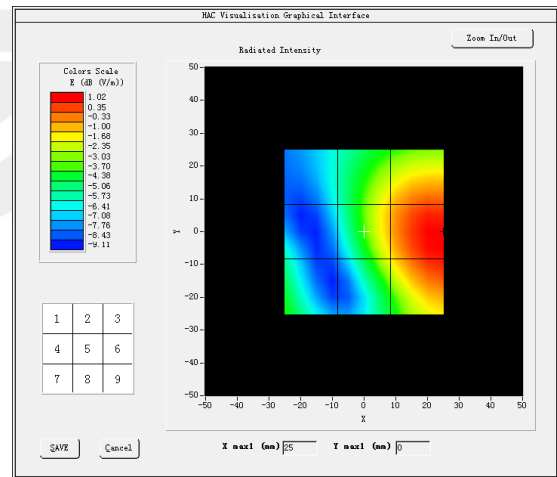 HAC Visualisation Graphical Interface
Zoom In/Out
Radiated Intensity
Colors Scale
E (dB (V/m))
1.02
0.35
-0.33
-1.00
-1.68
-2.35
-3.03
-3.70
-4.38
-5.06
-5.73
-6.41
-7.08
-7.76
-8.43
-9.11
50
40
30
20
10
0
-10
-20
-30
-40
-50
Y
-50 -40 -30 -20 -10 0 10 20 30 40 50
X
1 2 3
4 5 6
7 8 9
SAVE
Cancel
X max1 (mm) 25
Y max1 (mm) 0